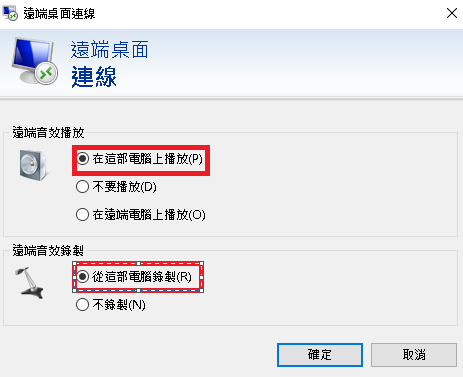 遠端桌面連線
遠端桌面
連線
遠端音效播放
在這部電腦上播放(P)
不要播放(D)
在遠端電腦上播放(O)
遠端音效錄製
從這部電腦錄製(R)
不錄製(N)
確定
取消